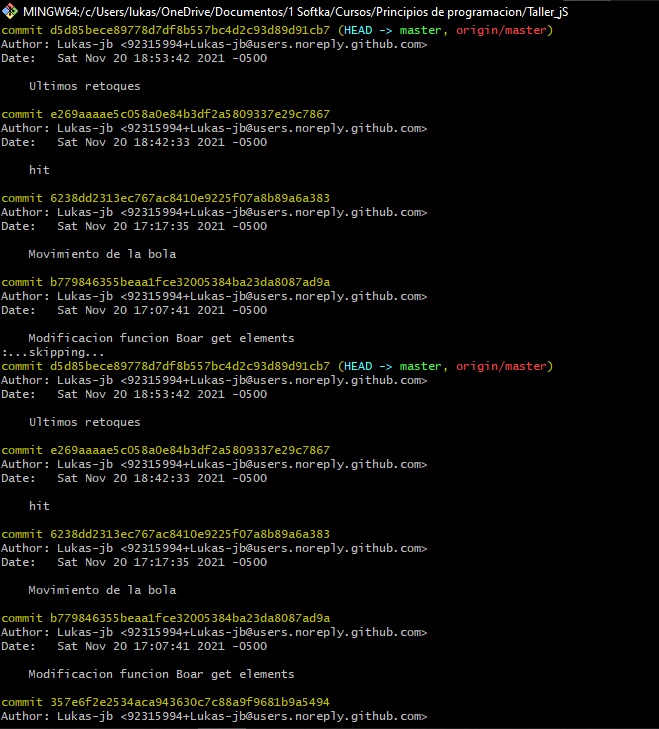 MINGW64:/c/Users/lukas/OneDrive/Documentos/1 Softka/Cursos/Principios de programacion/Taller_jS
commit d5d85bece89778d7df8b557bc4d2c93d89d91cb7 (HEAD -> master, origin/master)
Author: Lukas-jb <92315994+Lukas-jb@users.noreply.github.com>
Date:   Sat Nov 20 18:53:42 2021 -0500
Ultimos retoques
commit e269aaaae5c058a0e84b3df2a5809337e29c7867
Author: Lukas-jb <92315994+Lukas-jb@users.noreply.github.com>
Date:   Sat Nov 20 18:42:33 2021 -0500
hit
commit 6238dd2313ec767ac8410e9225f07a8b89a6a383
Author: Lukas-jb <92315994+Lukas-jb@users.noreply.github.com>
Date:   Sat Nov 20 17:17:35 2021 -0500
Movimiento de la bola
commit b779846355beaa1fce32005384ba23da8087ad9a
Author: Lukas-jb <92315994+Lukas-jb@users.noreply.github.com>
Date:   Sat Nov 20 17:07:41 2021 -0500
Modificacion funcion Boar get elements
:...skipping...
commit d5d85bece89778d7df8b557bc4d2c93d89d91cb7 (HEAD -> master, origin/master)
Author: Lukas-jb <92315994+Lukas-jb@users.noreply.github.com>
Date:   Sat Nov 20 18:53:42 2021 -0500
Ultimos retoques
commit e269aaaae5c058a0e84b3df2a5809337e29c7867
Author: Lukas-jb <92315994+Lukas-jb@users.noreply.github.com>
Date:   Sat Nov 20 18:42:33 2021 -0500
hit
commit 6238dd2313ec767ac8410e9225f07a8b89a6a383
Author: Lukas-jb <92315994+Lukas-jb@users.noreply.github.com>
Date:   Sat Nov 20 17:17:35 2021 -0500
Movimiento de la bola
commit b779846355beaa1fce32005384ba23da8087ad9a
Author: Lukas-jb <92315994+Lukas-jb@users.noreply.github.com>
Date:   Sat Nov 20 17:07:41 2021 -0500
Modificacion funcion Boar get elements
commit 357e6f2e2534aca943630c7c88a9f9681b9a5494
Author: Lukas-jb <92315994+Lukas-jb@users.noreply.github.com>